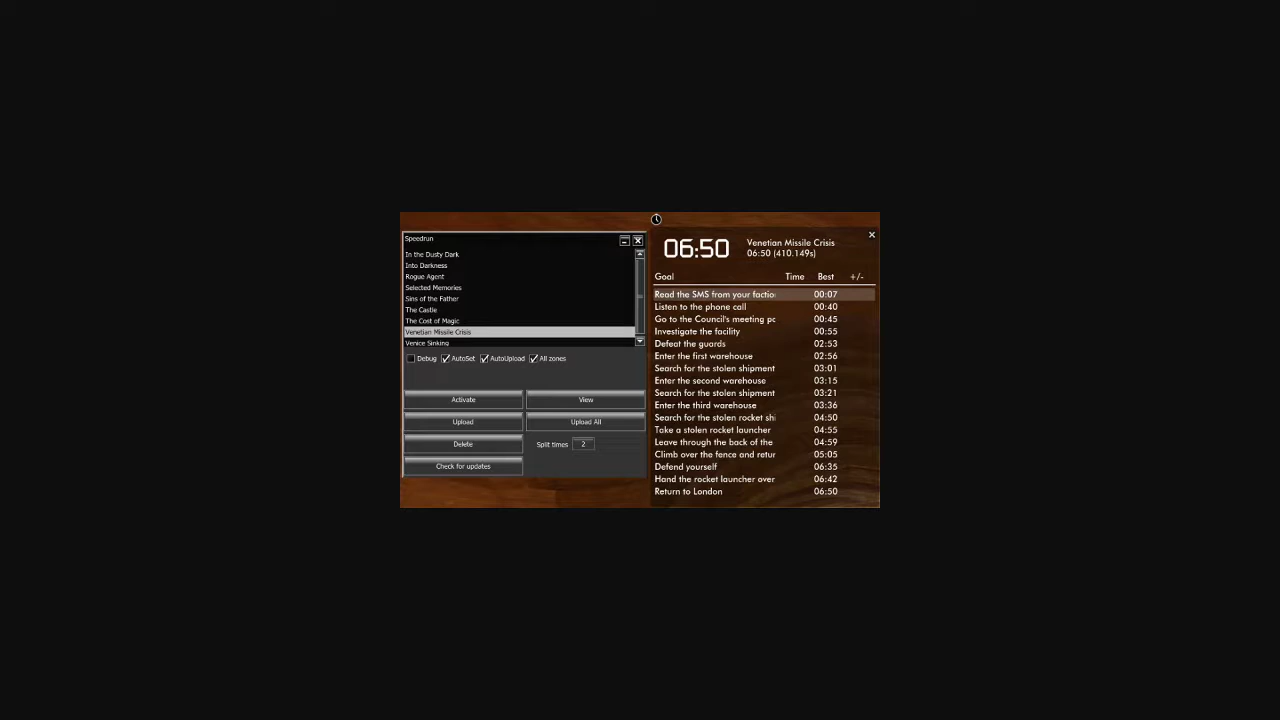 Speedrun
In the Dusty Dark
Into Darkness
Rogue Agent
Selected Memories
Sins of the Father
The Castle
The Cost of Magic
Venetian Missile Crisis
Venice Sinking
Debug AutoSet AutoUpload All zones
Activate View
Upload Upload All
Delete Split times 2
Check for updates
06:50
Venetian Missile Crisis
06:50 (410.149s)
Goal Time Best +/-
Read the SMS from your factio 00:07
Listen to the phone call 00:40
Go to the Council's meeting po 00:45
Investigate the facility 00:55
Defeat the guards 02:53
Enter the first warehouse 02:56
Search for the stolen shipment 03:01
Enter the second warehouse 03:15
Search for the stolen shipment 03:21
Enter the third warehouse 03:36
Search for the stolen rocket shi 04:50
Take a stolen rocket launcher 04:55
Leave through the back of the 04:59
Climb over the fence and retur 05:05
Defend yourself 06:35
Hand the rocket launcher over 06:42
Return to London 06:50